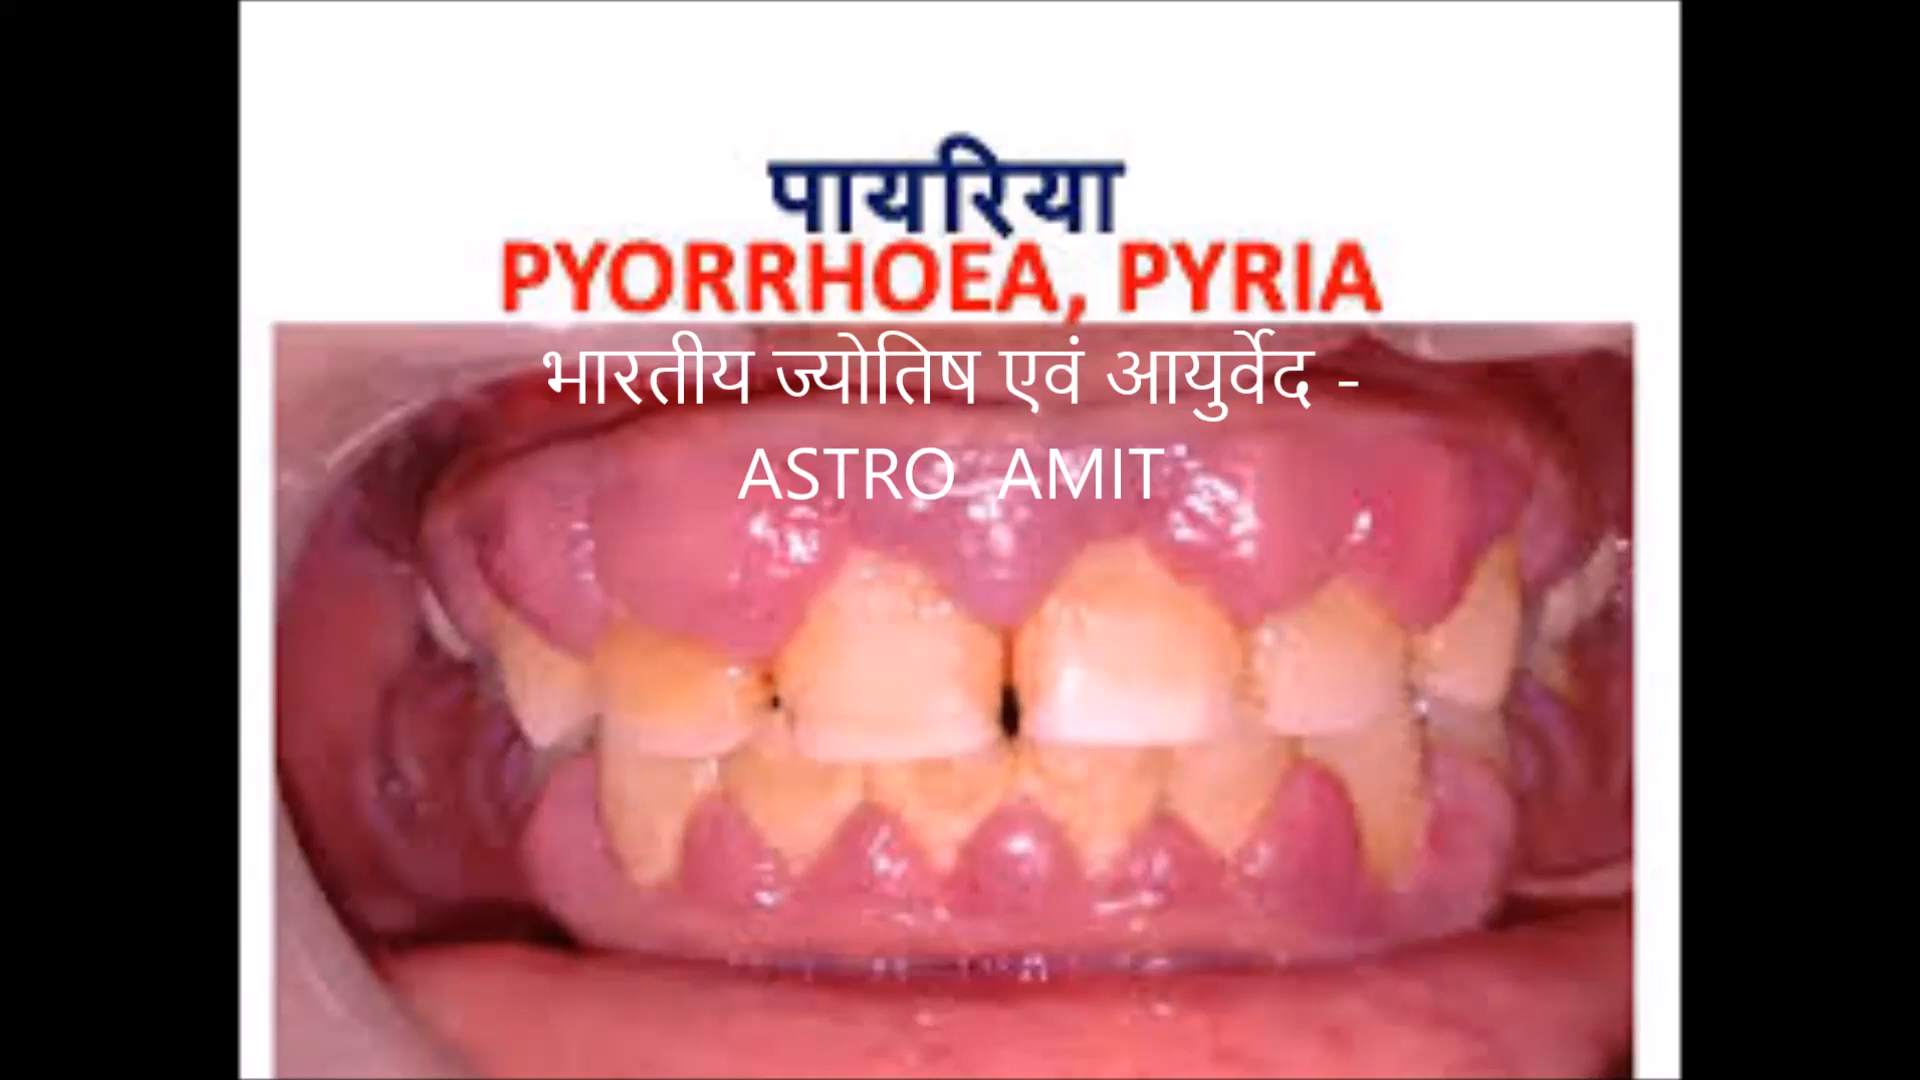 पायरिया
PYORRHOEA, PYRIA
भारतीय ज्योतिष एवं आयुर्वेद -
ASTRO AMIT